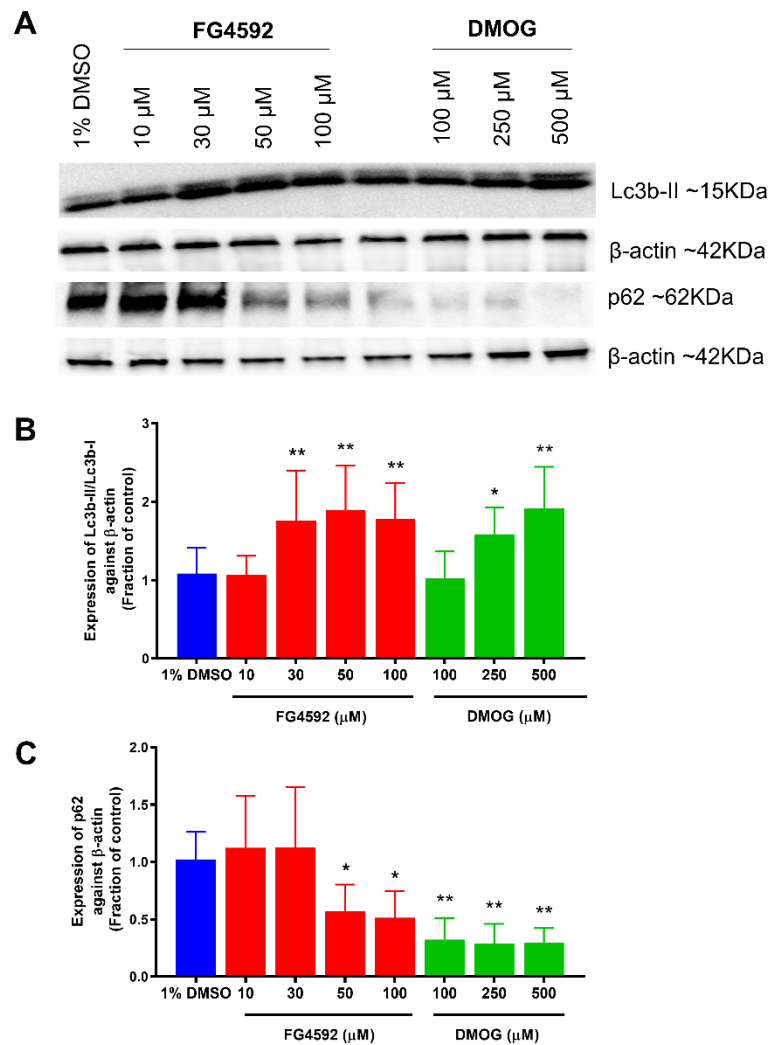 A
FG4592
DMOG
1% DMSO
10 µM
30 µM
50 µM
100 µM
100 µM
250 µM
500 µM
Lc3b-II ~15KDa
β-actin ~42KDa
p62 ~62KDa
β-actin ~42KDa
B
Expression of Lc3b-II/Lc3b-I
against β-actin
(Fraction of control)
3
2
1
0
** ** ** * **
1% DMSO 10 30 50 100 100 250 500
FG4592 (µM) DMOG (µM)
C
Expression of p62
against β-actin
(Fraction of control)
2.0
1.5
1.0
0.5
0.0
* * ** ** **
1% DMSO 10 30 50 100 100 250 500
FG4592 (µM) DMOG (µM)